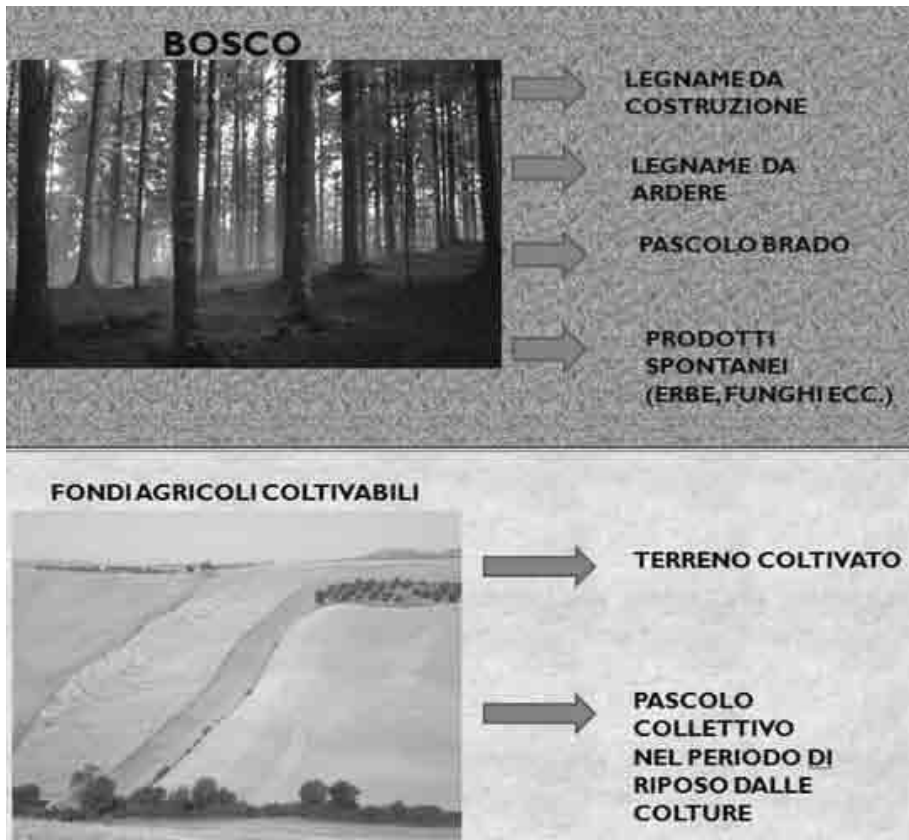 BOSCO
LEGNAME DA
COSTRUZIONE
LEGNAME DA
ARDERE
PASCOLO BRADO
PRODOTTI
SPONTANEI
(ERBE, FUNGHI ECC.)
FONDI AGRICOLI COLTIVABILI
TERRENO COLTIVATO
PASCOLO
COLLETTIVO
NEL PERIODO DI
RIPOSO DALLE
COLTURE